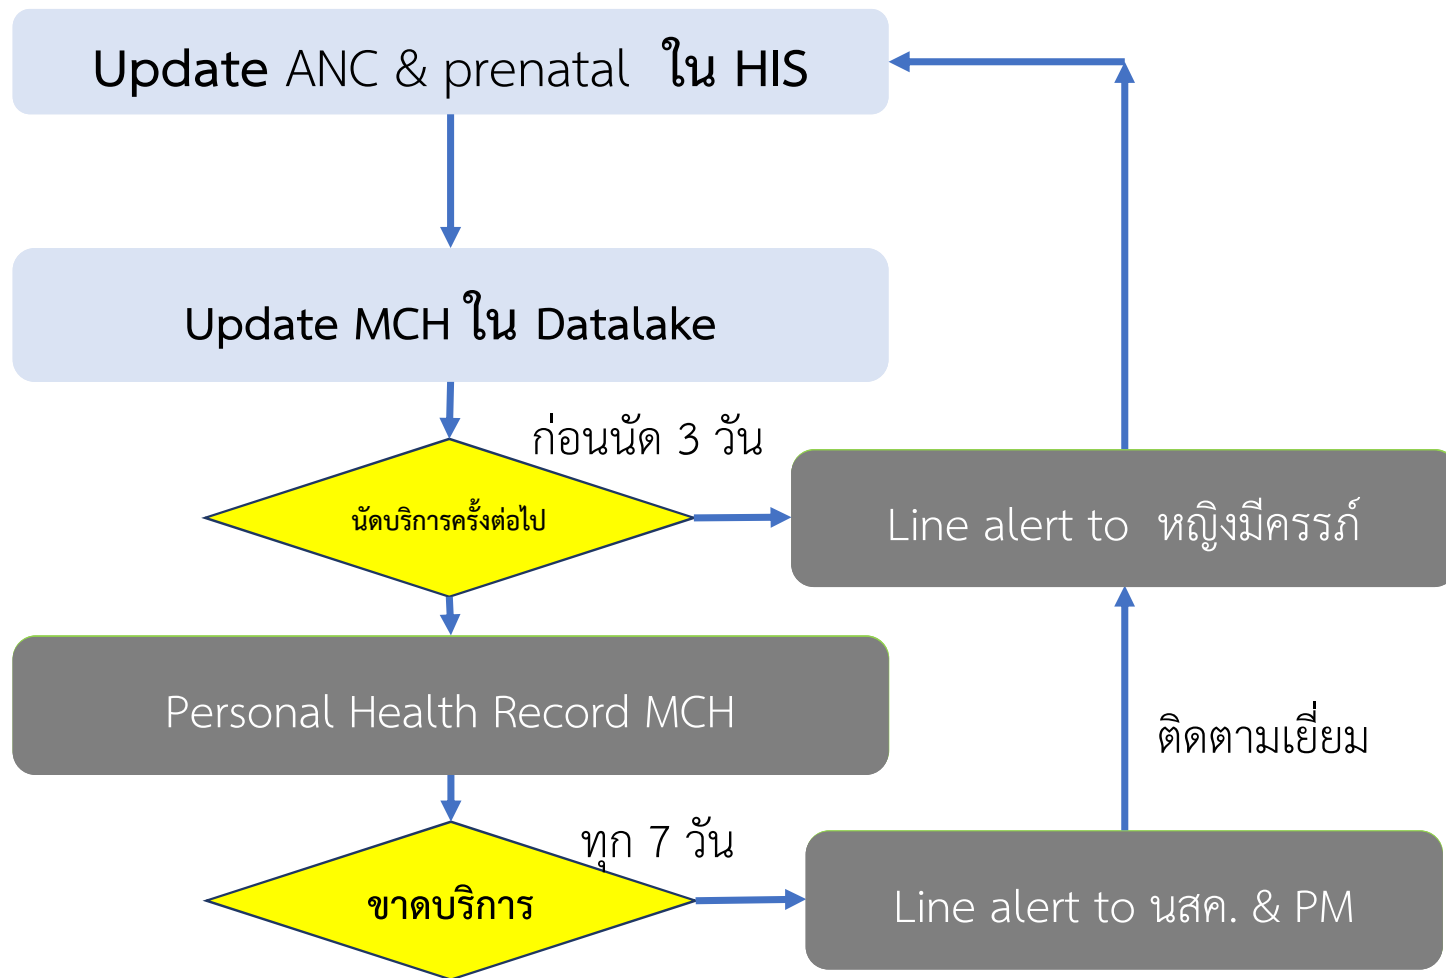 Update ANC & prenatal ใน HIS
Update MCH ใน Datalake
ก่อนนัด 3 วัน
นัดบริการครั้งต่อไป
Line alert to หญิงมีครรภ์
Personal Health Record MCH
ติดตามเยี่ยม
ทุก 7 วัน
ขาดบริการ
Line alert to นสค. & PM